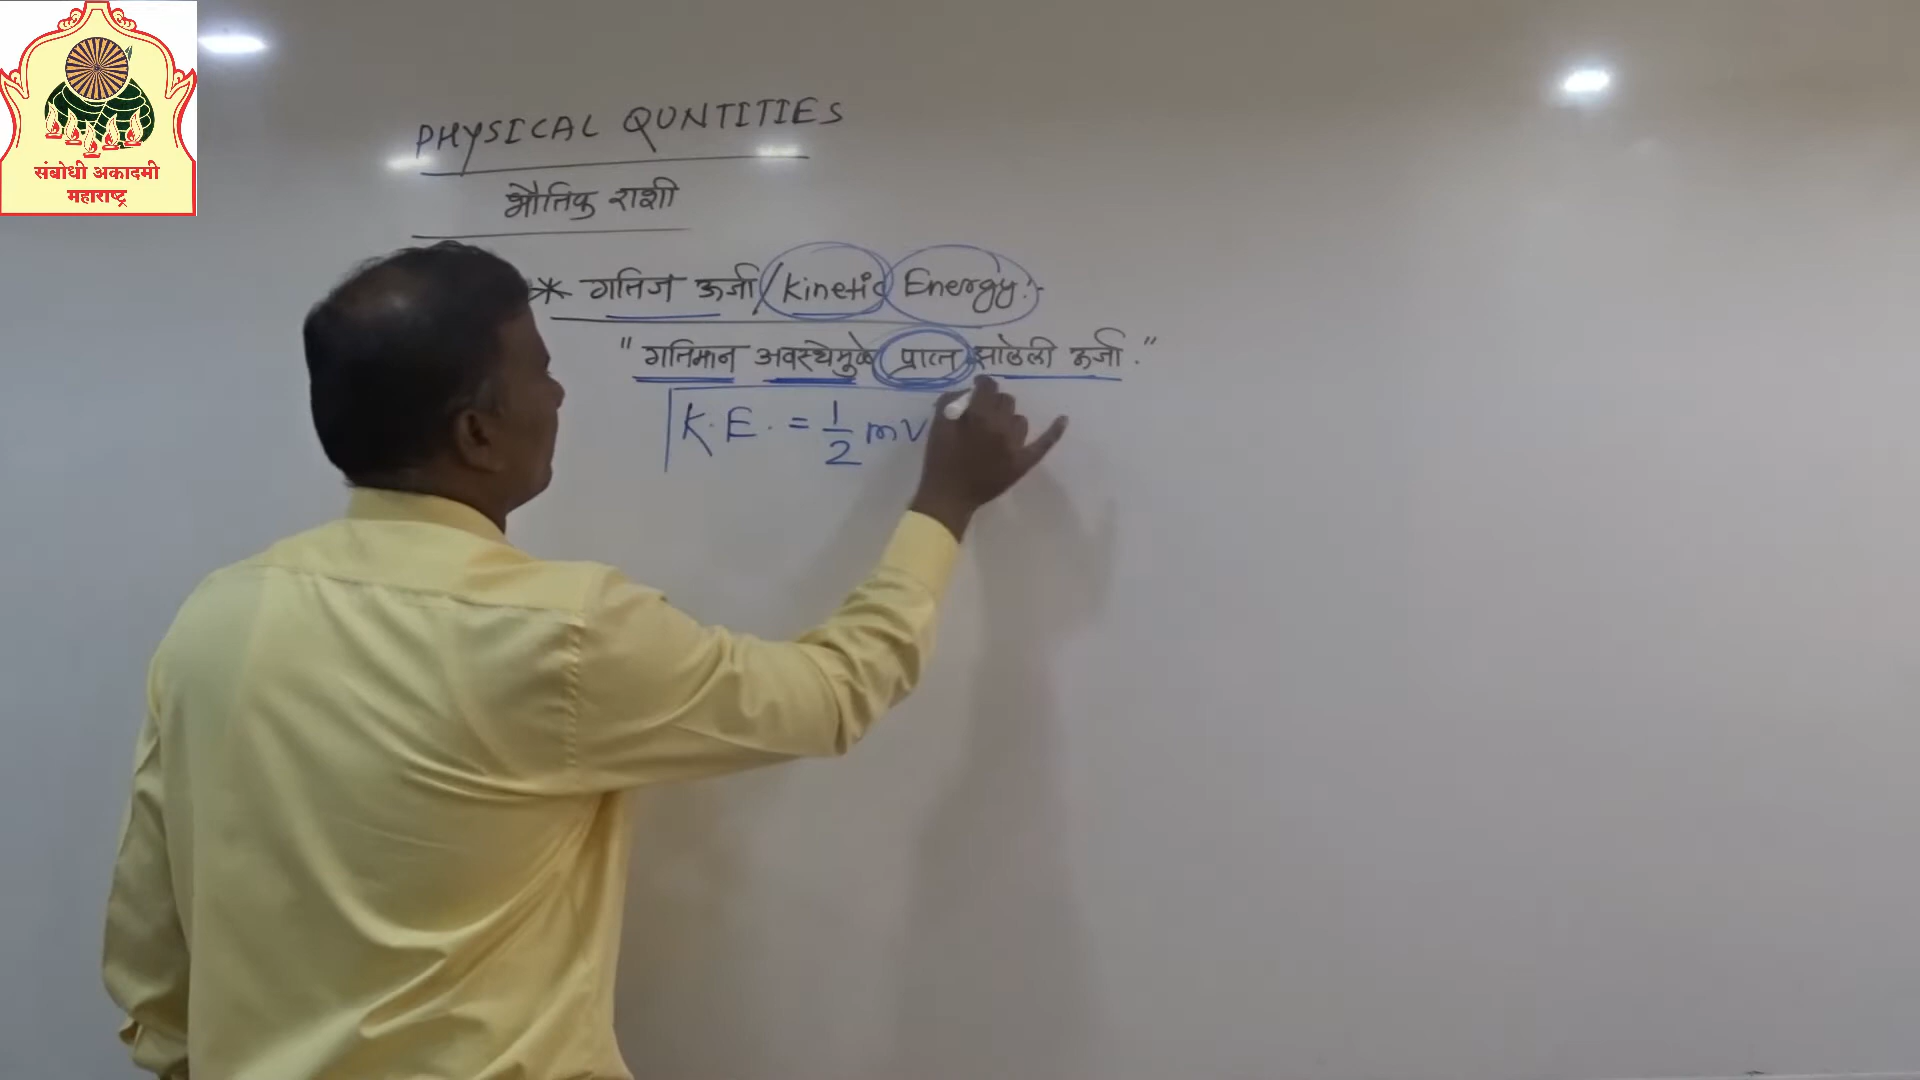 संबोधी अकादमी
महाराष्ट्र
PHYSICAL QUNTITIES
भौतिक राशी
* गतिज ऊर्जा / Kinetic Energy :-
" गतिमान अवस्थेमुळे प्राप्त झालेली ऊर्जा . "
K.E. = 1/2 mv